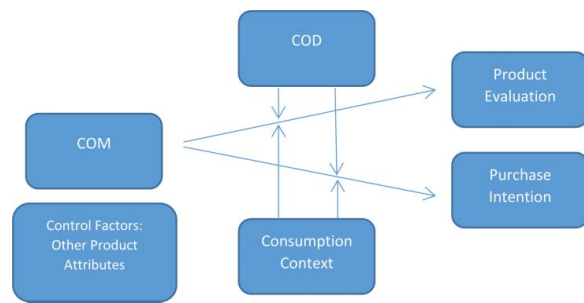 COD
Product
Evaluation
COM
Purchase
Intention
Control Factors:
Other Product
Attributes
Consumption
Context